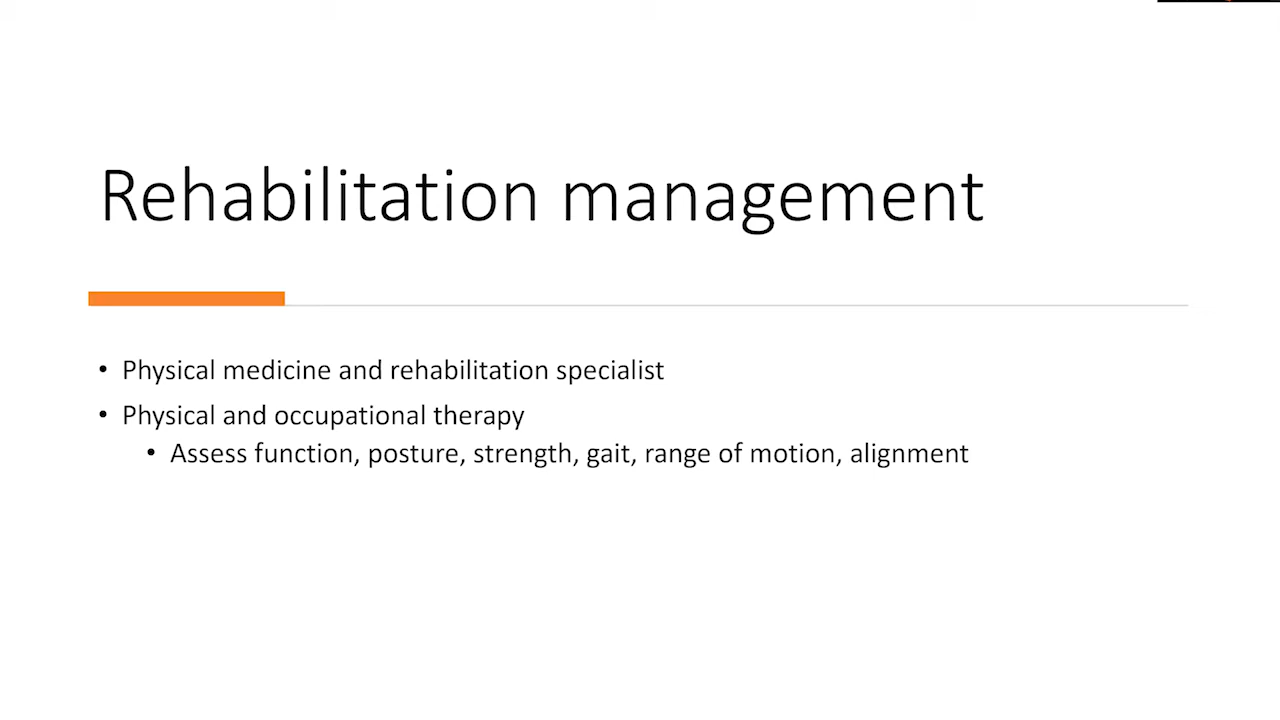 Rehabilitation management
• Physical medicine and rehabilitation specialist
• Physical and occupational therapy
• Assess function, posture, strength, gait, range of motion, alignment